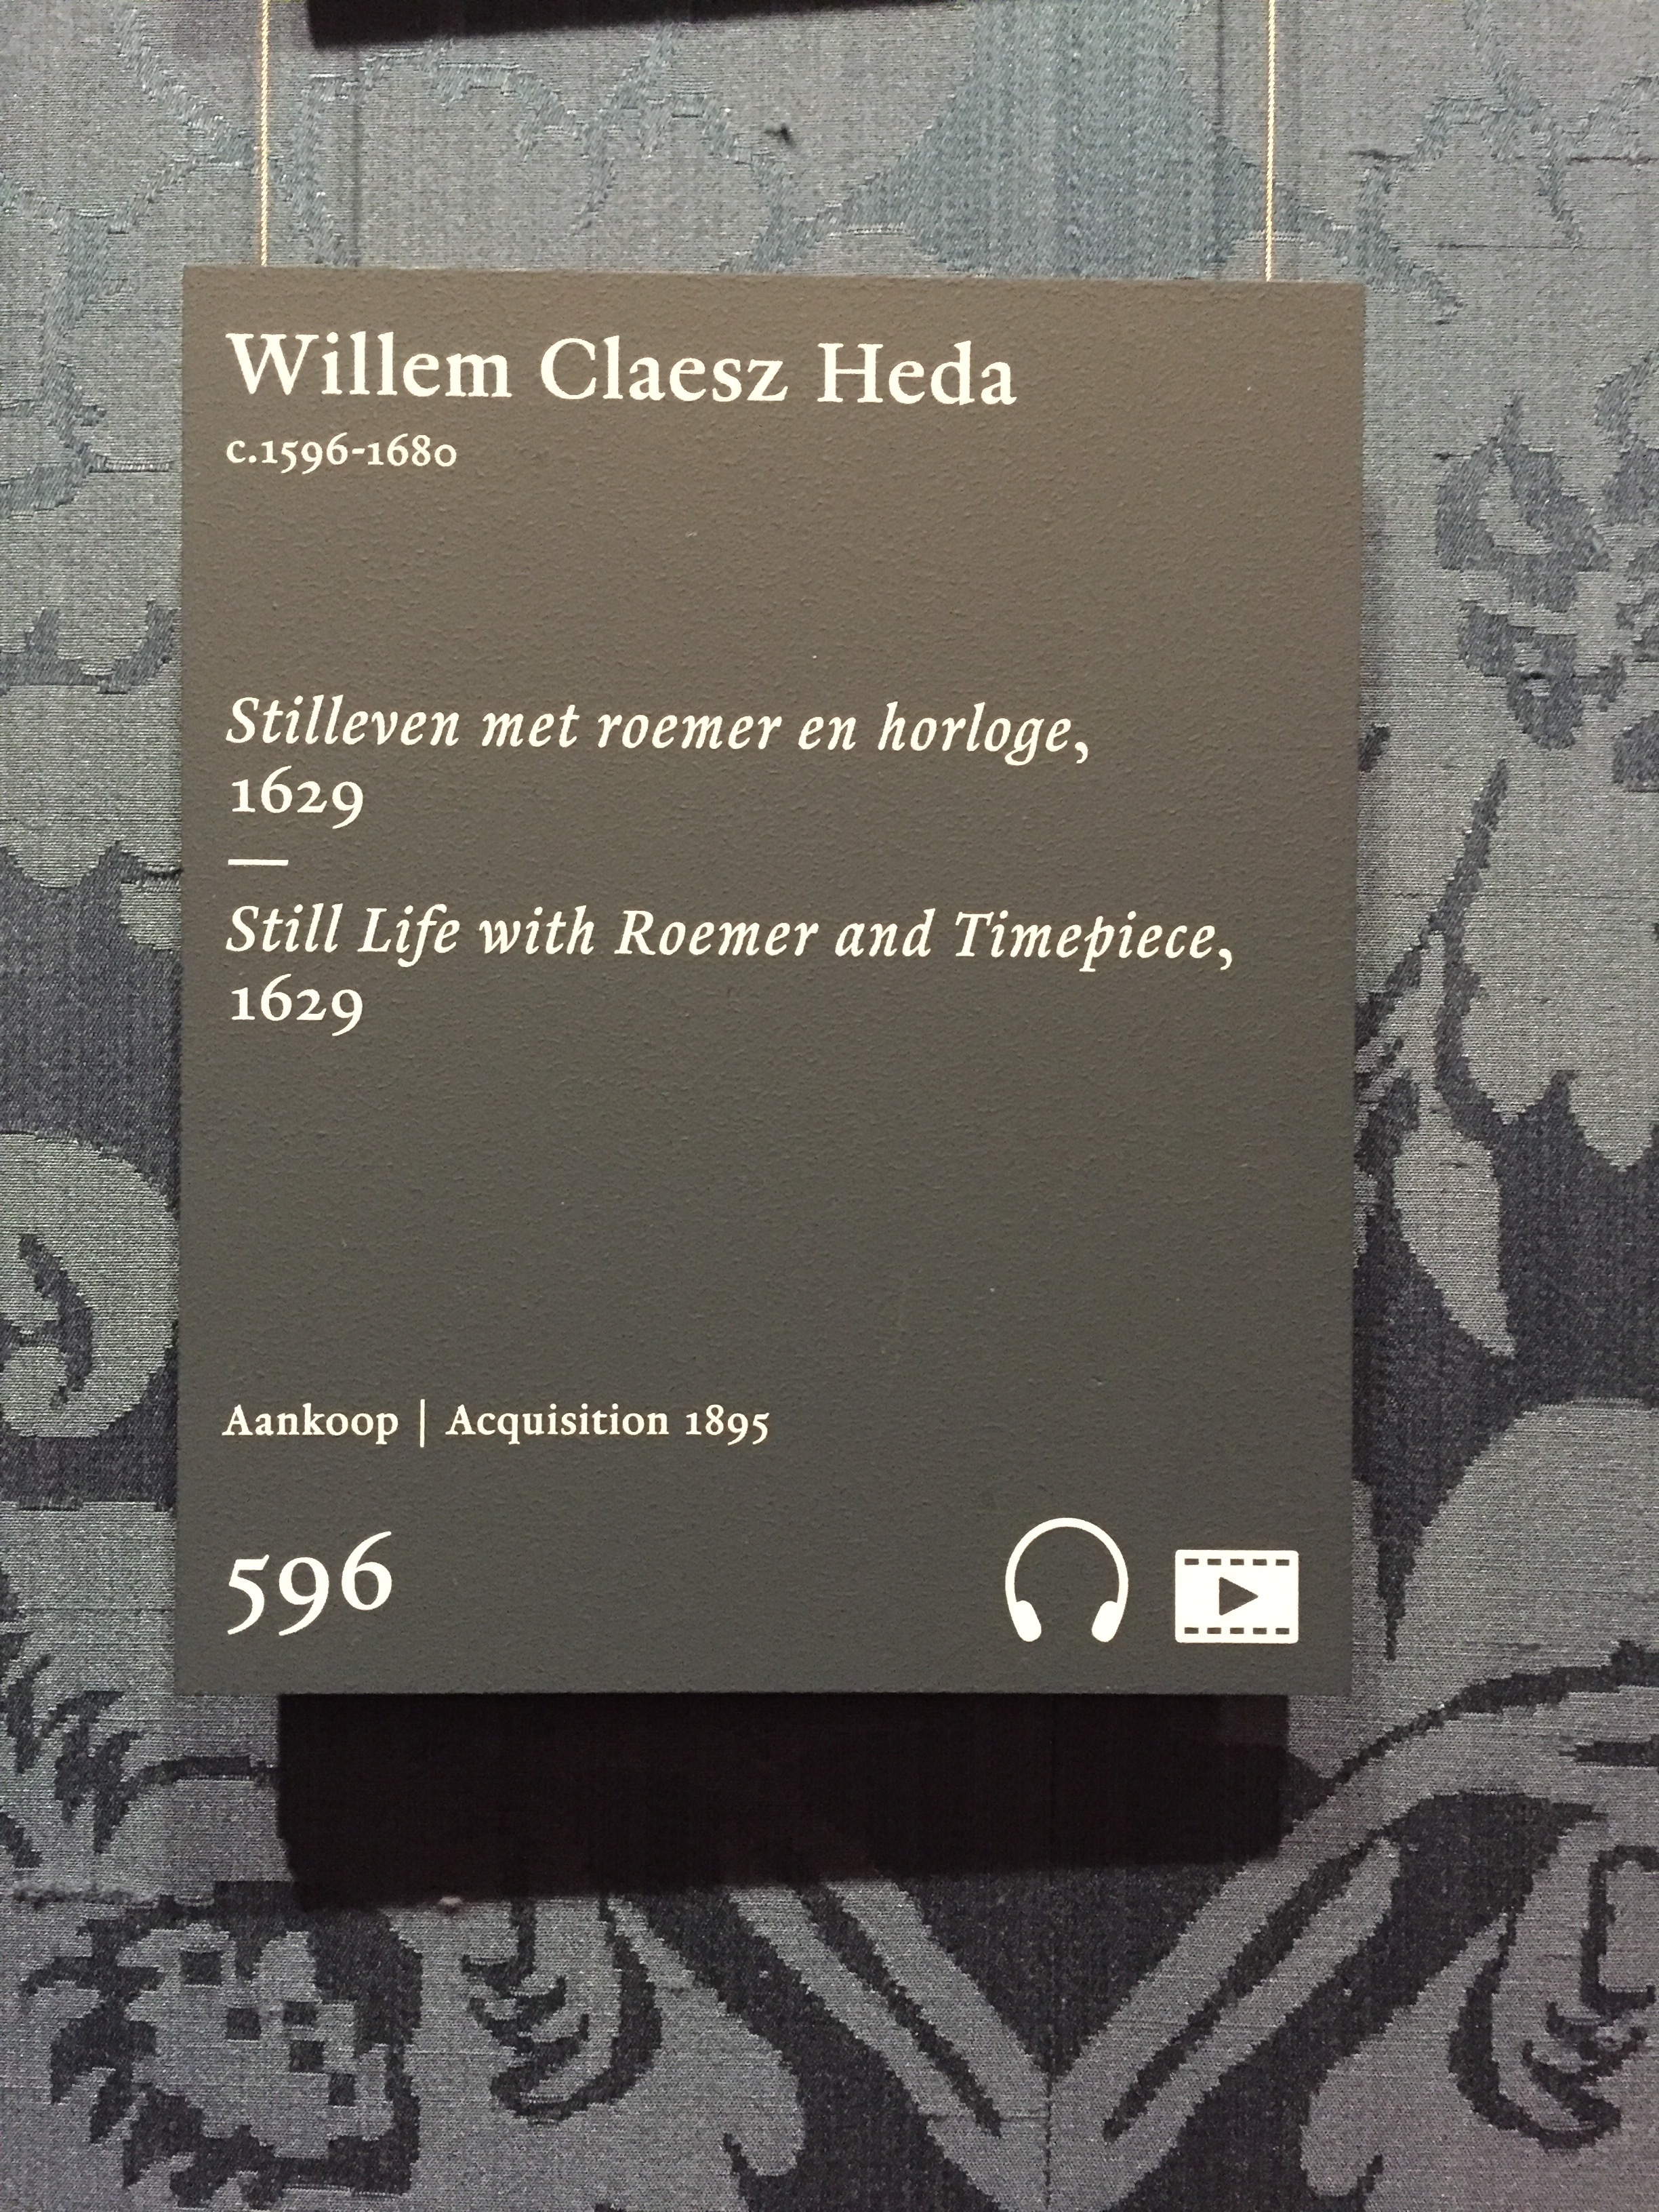 Willem Claesz Heda
c.1596-1680
Stilleven met roemer en horloge,
1629
—
Still Life with Roemer and Timepiece,
1629
Aankoop | Acquisition 1895
596